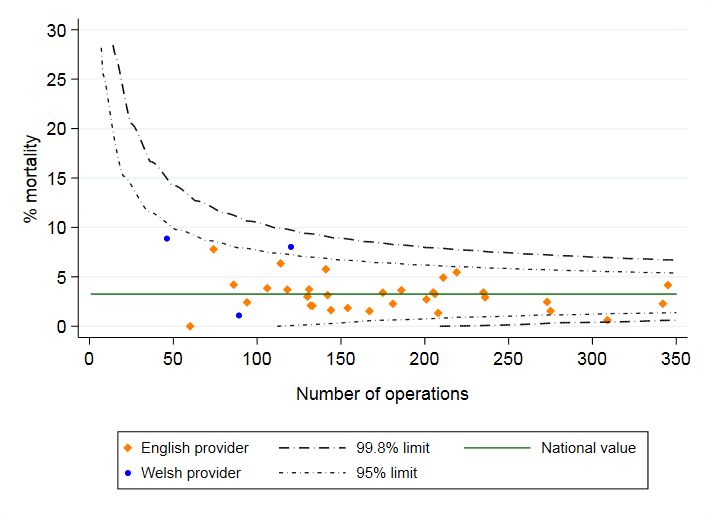 30
25
20
15
10
5
0
% mortality
0 50 100 150 200 250 300 350
Number of operations
English provider 99.8% limit National value
Welsh provider 95% limit